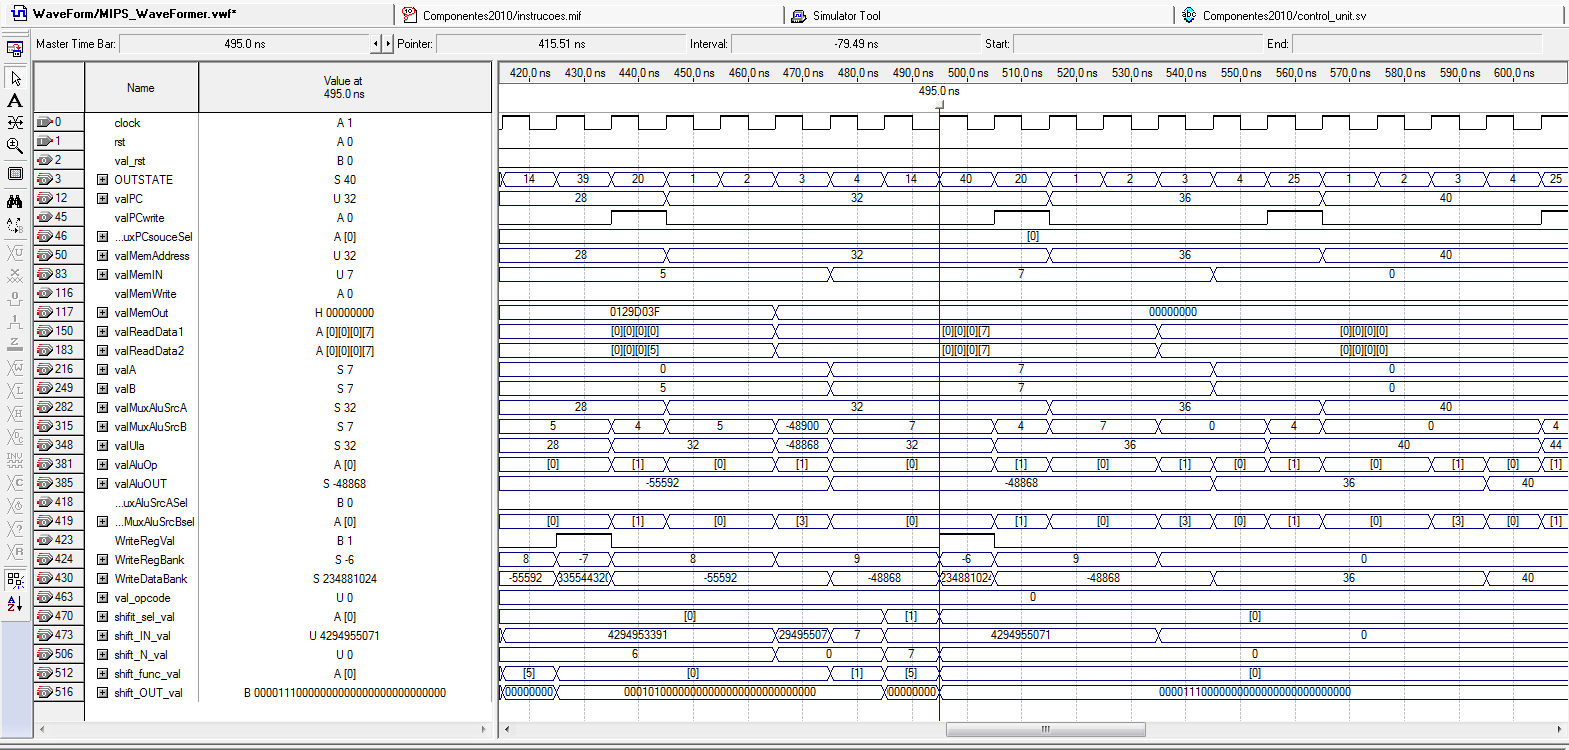 WaveForm/MIPS_WaveFormer.vwf* Componentes2010/instrucoes.mif Simulator Tool Componentes2010/control_unit.sv
Master Time Bar: 495.0 ns Pointer: 415.51 ns Interval: -79.49 ns Start: End:
Name Value at 495.0 ns
420.0 ns 430.0 ns 440.0 ns 450.0 ns 460.0 ns 470.0 ns 480.0 ns 490.0 ns 500.0 ns 510.0 ns 520.0 ns 530.0 ns 540.0 ns 550.0 ns 560.0 ns 570.0 ns 580.0 ns 590.0 ns 600.0 ns
495.0 ns
0 clock A 1
1 rst A 0
2 val_rst B 0
3 OUTSTATE S 40 14 39 20 1 2 3 4 14 40 20 1 2 3 4 25 1 2 3 4 25
12 valPC U 32 28 32 36 40
45 valPCwrite A 0
46 ...uxPCsouceSel A [0] [0]
50 valMemAddress U 32 28 32 36 40
83 valMemIN U 7 5 7 0
116 valMemWrite A 0
117 valMemOut H 00000000 0129D03F 00000000
150 valReadData1 A [0][0][0][7] [0][0][0][0] [0][0][0][7] [0][0][0][0]
183 valReadData2 A [0][0][0][7] [0][0][0][5] [0][0][0][7] [0][0][0][0]
216 valA S 7 0 7 0
249 valB S 7 5 7 0
282 valMuxAluSrcA S 32 28 32 36 40
315 valMuxAluSrcB S 7 5 4 5 -48900 7 4 7 0 4 0 4
348 valUla S 32 28 32 -48868 32 36 40 44
381 valAluOp A [0] [0] [1] [0] [1] [0] [1] [0] [1] [0] [1] [0] [1] [0] [1]
385 valAluOUT S -48868 -55592 -48868 36 40
418 ...uxAluSrcASel B 0
419 ...MuxAluSrcBsel A [0] [0] [1] [0] [3] [0] [1] [0] [3] [0] [1] [0] [3] [0] [1]
423 WriteRegVal B 1
424 WriteRegBank S -6 8 -7 8 9 -6 9 0
430 WriteDataBank S 234881024 -55592 33554432 -55592 -48868 234881024 -48868 36 40
463 val_opcode U 0 0
470 shifit_sel_val A [0] [0] [1] [0]
473 shift_IN_val U 4294955071 4294953391 29495507 7 4294955071 0
506 shift_N_val U 0 6 0 7 0
512 shift_func_val A [0] [5] [0] [1] [5] [0]
516 shift_OUT_val B 00001110000000000000000000000000 00000000 00010100000000000000000000000000 00000000 00001110000000000000000000000000